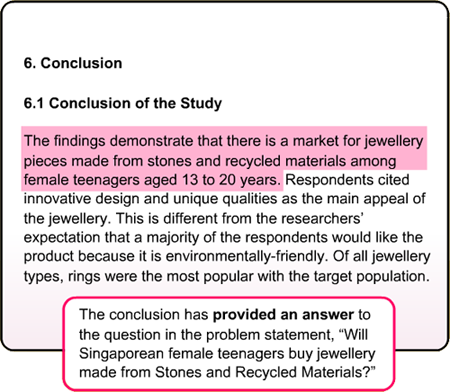 6. Conclusion
6.1 Conclusion of the Study
The findings demonstrate that there is a market for jewellery
pieces made from stones and recycled materials among
female teenagers aged 13 to 20 years. Respondents cited
innovative design and unique qualities as the main appeal of
the jewellery. This is different from the researchers’
expectation that a majority of the respondents would like the
product because it is environmentally-friendly. Of all jewellery
types, rings were the most popular with the target population.
The conclusion has provided an answer to
the question in the problem statement, “Will
Singaporean female teenagers buy jewellery
made from Stones and Recycled Materials?”